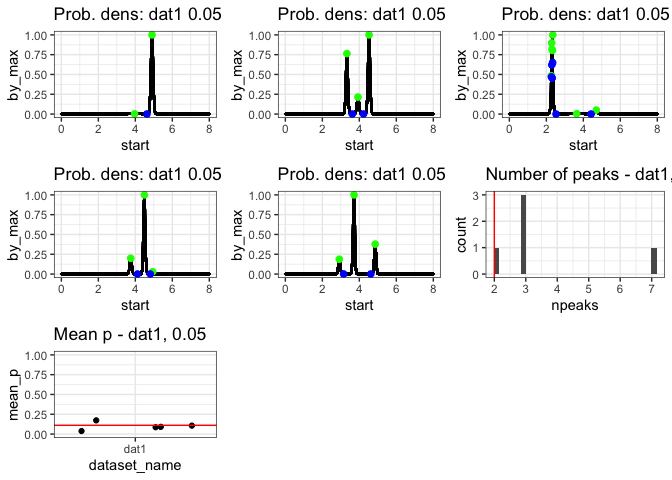 Prob. dens: dat1 0.05
by_max
1.00
0.75
0.50
0.25
0.00
0 2 4 6 8
start
Prob. dens: dat1 0.05
by_max
1.00
0.75
0.50
0.25
0.00
0 2 4 6 8
start
Prob. dens: dat1 0.05
by_max
1.00
0.75
0.50
0.25
0.00
0 2 4 6 8
start
Prob. dens: dat1 0.05
by_max
1.00
0.75
0.50
0.25
0.00
0 2 4 6 8
start
Prob. dens: dat1 0.05
by_max
1.00
0.75
0.50
0.25
0.00
0 2 4 6 8
start
Number of peaks - dat1,
count
3
2
1
0
2 3 4 5 6 7
npeaks
Mean p - dat1, 0.05
mean_p
1.00
0.75
0.50
0.25
0.00
dat1
dataset_name